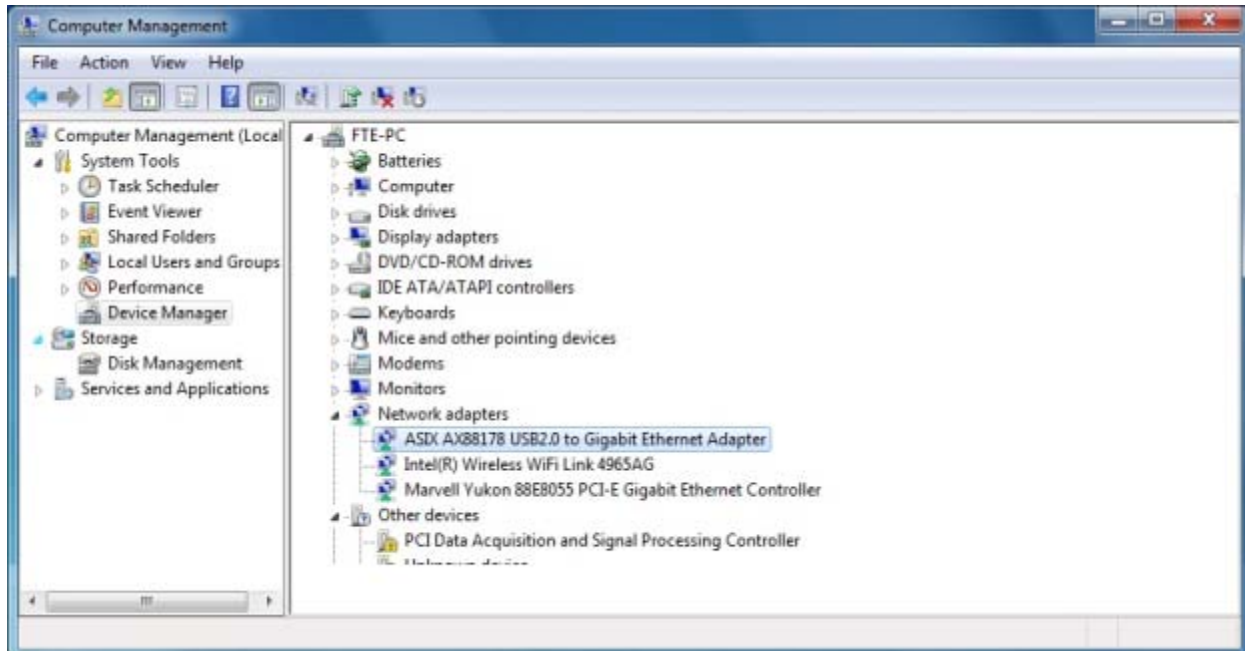 Computer Management
File Action View Help
Computer Management (Local
System Tools
Task Scheduler
Event Viewer
Shared Folders
Local Users and Groups
Performance
Device Manager
Storage
Disk Management
Services and Applications
FTE-PC
Batteries
Computer
Disk drives
Display adapters
DVD/CD-ROM drives
IDE ATA/ATAPI controllers
Keyboards
Mice and other pointing devices
Modems
Monitors
Network adapters
ASIX AX88178 USB2.0 to Gigabit Ethernet Adapter
Intel(R) Wireless WiFi Link 4965AG
Marvell Yukon 88E8055 PCI-E Gigabit Ethernet Controller
Other devices
PCI Data Acquisition and Signal Processing Controller
Unknown device